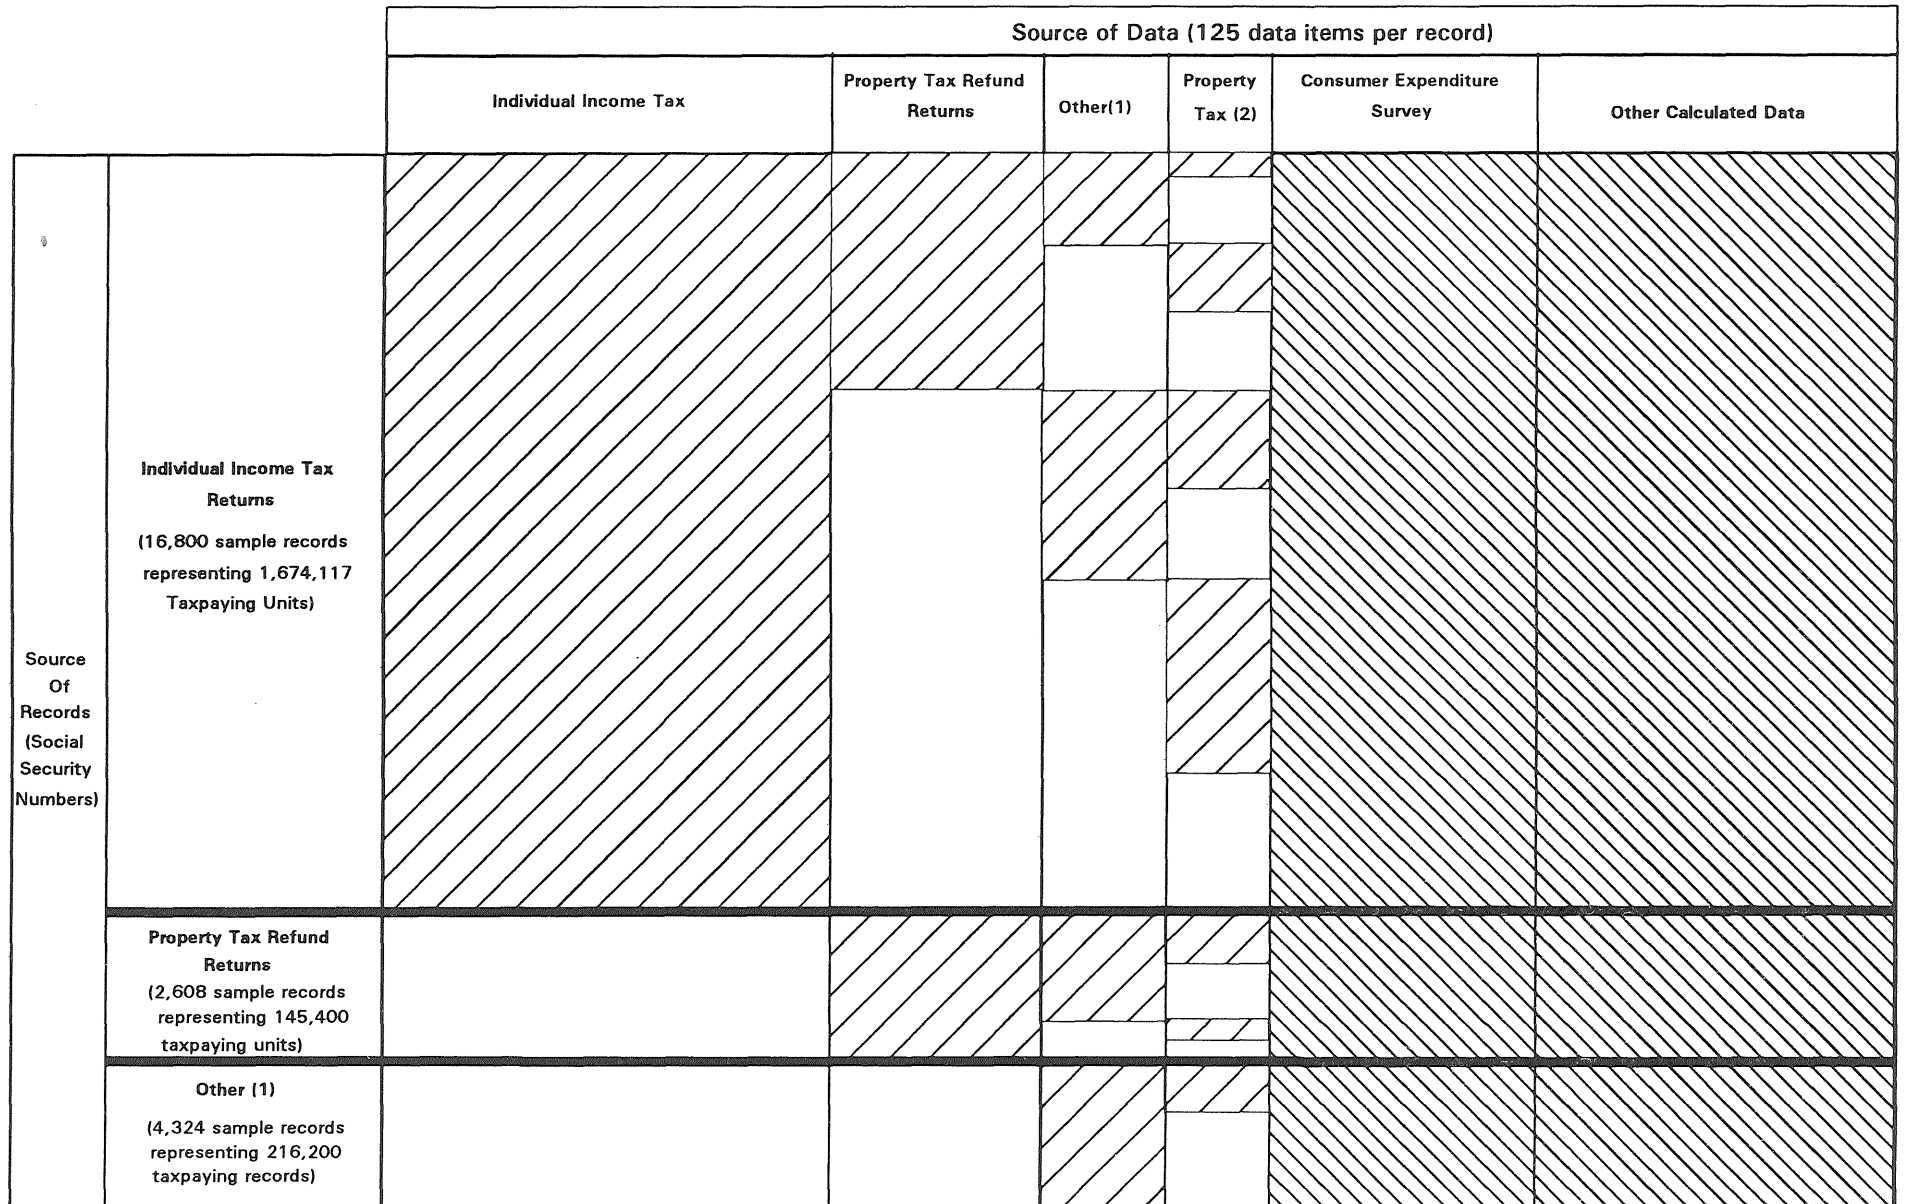 Source of Data (125 data items per record)
Individual Income Tax
Property Tax Refund
Returns
Other(1)
Property
Tax (2)
Consumer Expenditure
Survey
Other Calculated Data
Source
Of
Records
(Social
Security
Numbers)
Individual Income Tax
Returns
(16,800 sample records
representing 1,674,117
Taxpaying Units)
Property Tax Refund
Returns
(2,608 sample records
representing 145,400
taxpaying units)
Other (1)
(4,324 sample records
representing 216,200
taxpaying records)